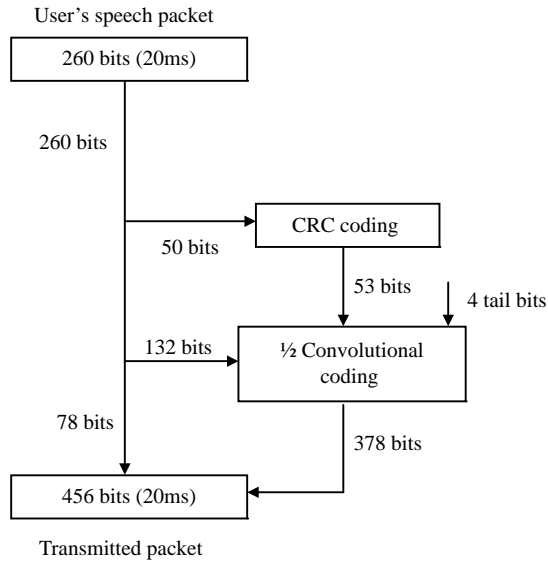 User's speech packet
260 bits (20ms)
260 bits
CRC coding
50 bits
53 bits
4 tail bits
132 bits
½ Convolutional
coding
78 bits
378 bits
456 bits (20ms)
Transmitted packet